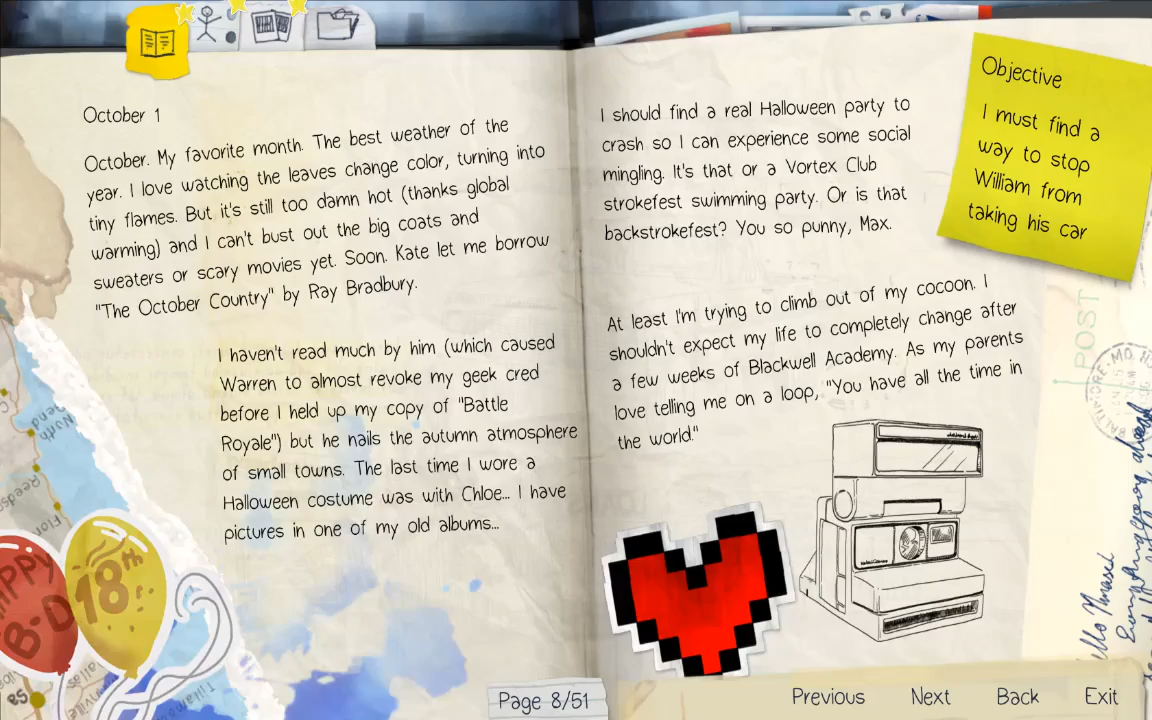 October 1
October. My favorite month. The best weather of the
year. I love watching the leaves change color, turning into
tiny flames. But it's still too damn hot (thanks global
warming) and I can't bust out the big coats and
sweaters or scary movies yet. Soon. Kate let me borrow
"The October Country" by Ray Bradbury.
I haven't read much by him (which caused
Warren to almost revoke my geek cred
before I held up my copy of "Battle
Royale") but he nails the autumn atmosphere
of small towns. The last time I wore a
Halloween costume was with Chloe... I have
pictures in one of my old albums...
I should find a real Halloween party to
crash so I can experience some social
mingling. It's that or a Vortex Club
strokefest swimming party. Or is that
backstrokefest? You so punny, Max.
At least I'm trying to climb out of my cocoon. I
shouldn't expect my life to completely change after
a few weeks of Blackwell Academy. As my parents
love telling me on a loop, "You have all the time in
the world."
Objective
I must find a
way to stop
William from
taking his car
North
Bend
POST
B-D
18th
Page 8/51
Previous
Next
Back
Exit